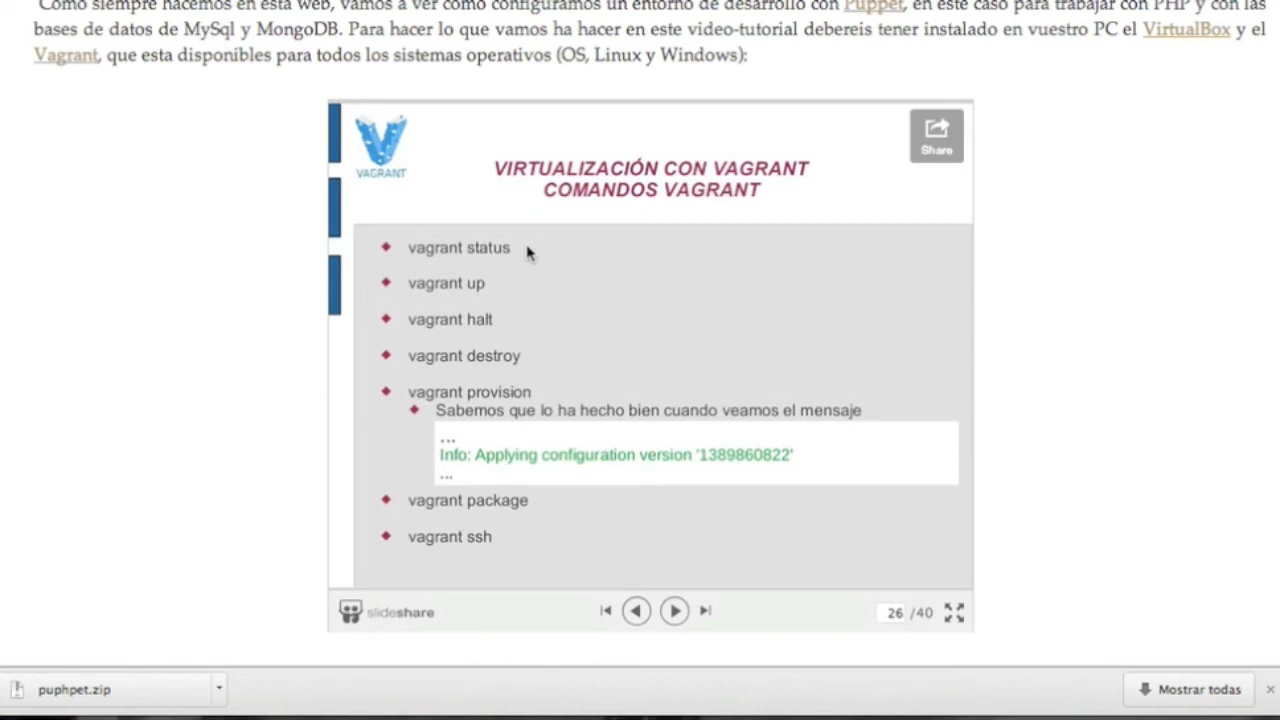 Como siempre hacemos en esta web, vamos a ver como configuramos un entorno de desarrollo con Puppet, en este caso para trabajar con PHP y con las
bases de datos de MySql y MongoDB. Para hacer lo que vamos ha hacer en este video-tutorial debereis tener instalado en vuestro PC el VirtualBox y el
Vagrant, que esta disponibles para todos los sistemas operativos (OS, Linux y Windows):
VAGRANT
Share
VIRTUALIZACIÓN CON VAGRANT
COMANDOS VAGRANT
vagrant status
vagrant up
vagrant halt
vagrant destroy
vagrant provision
Sabemos que lo ha hecho bien cuando veamos el mensaje
...
Info: Applying configuration version '1389860822'
...
vagrant package
vagrant ssh
slideshare
26 /40
puphpet.zip
Mostrar todas